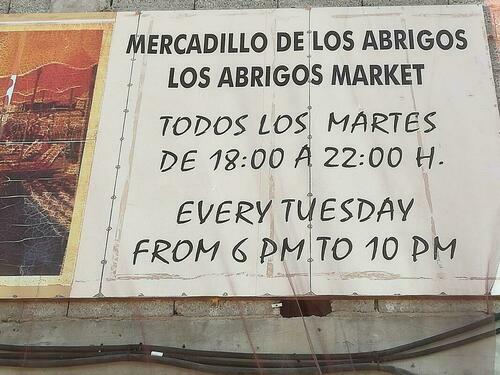 MERCADILLO DE LOS ABRIGOS
LOS ABRIGOS MARKET
TODOS LOS MARTES
DE 18:00 A 22:00 H.
EVERY TUESDAY
FROM 6 PM TO 10 PM